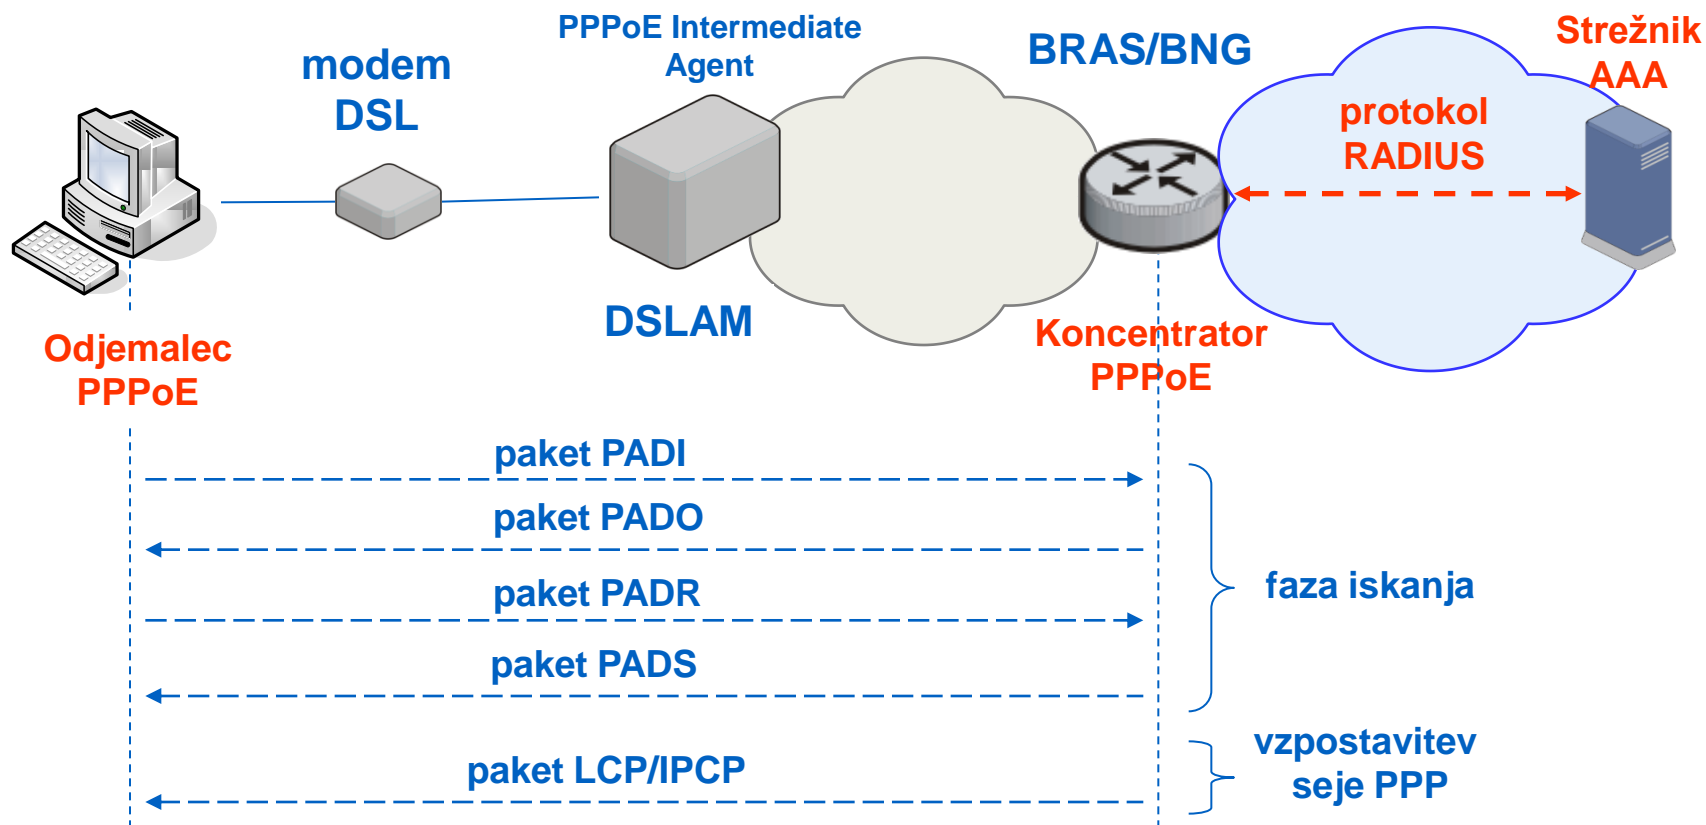 PPPoE Intermediate
Agent
modem
DSL
BRAS/BNG
Strežnik
AAA
protokol
RADIUS
DSLAM
Odjemalec
PPPoE
Koncentrator
PPPoE
paket PADI
paket PADO
paket PADR
paket PADS
faza iskanja
paket LCP/IPCP
vzpostavitev
seje PPP